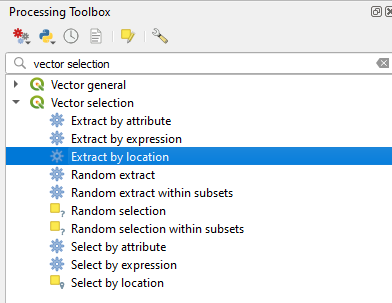 Processing Toolbox
vector selection
Vector general
Vector selection
Extract by attribute
Extract by expression
Extract by location
Random extract
Random extract within subsets
Random selection
Random selection within subsets
Select by attribute
Select by expression
Select by location